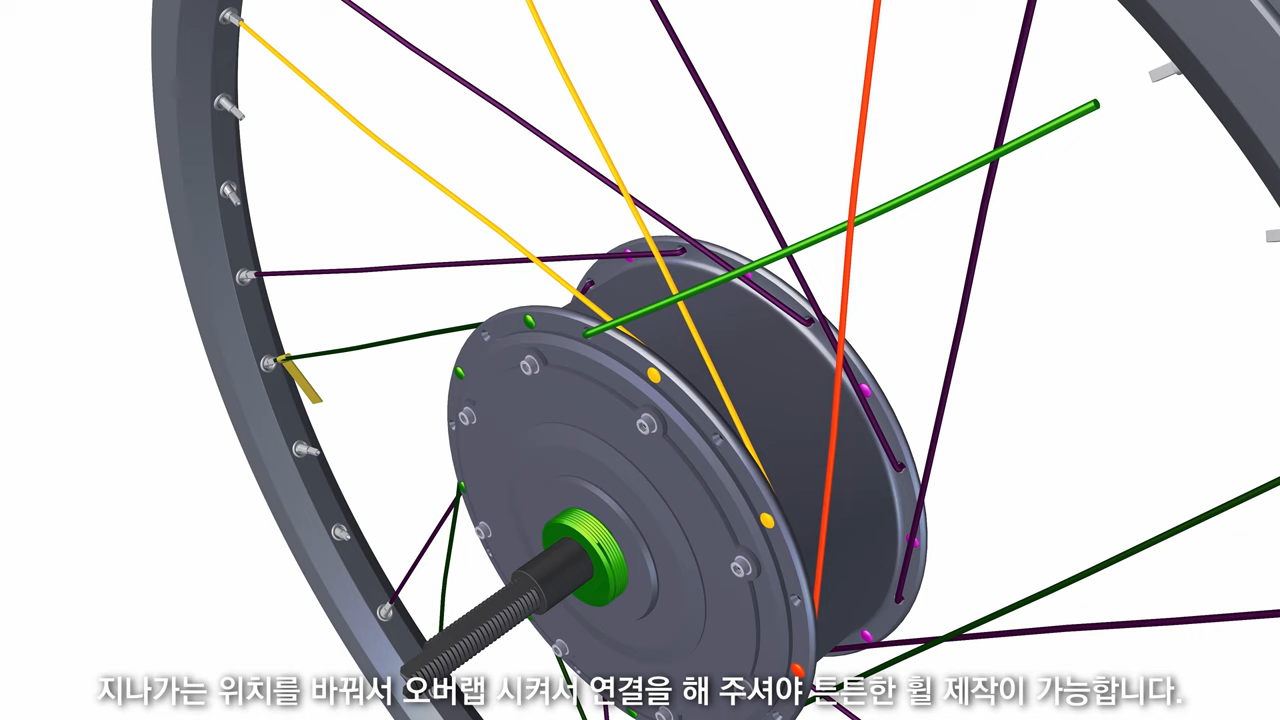 지나가는 위치를 바꿔서 오버랩 시켜서 연결을 해 주셔야 튼튼한 휠 제작이 가능합니다.